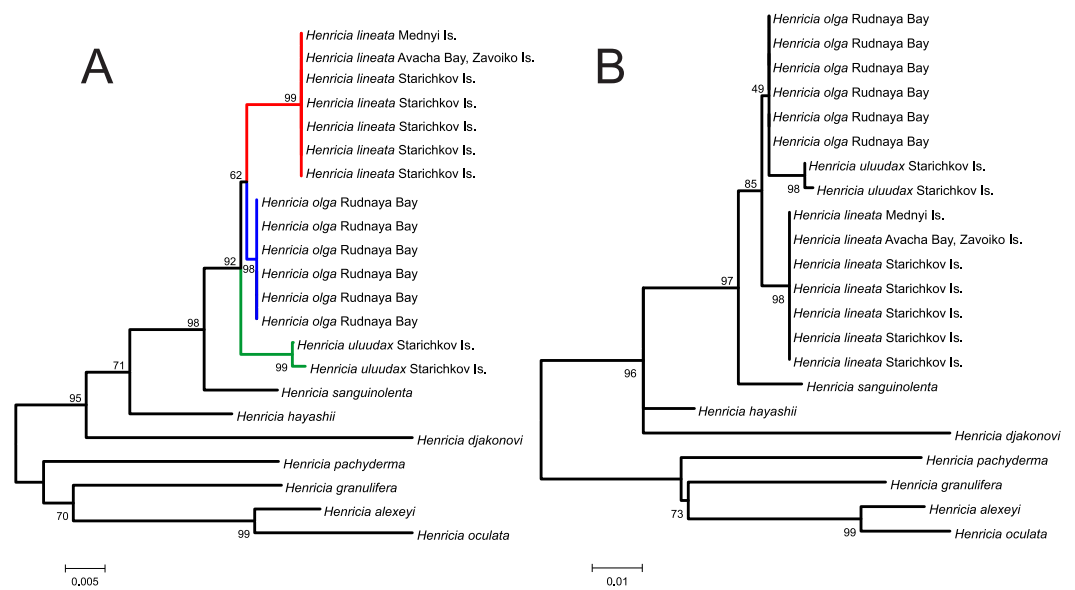 A
Henricia lineata Mednyi Is.
Henricia lineata Avacha Bay, Zavoiko Is.
Henricia lineata Starichkov Is.
Henricia lineata Starichkov Is.
Henricia lineata Starichkov Is.
Henricia lineata Starichkov Is.
Henricia lineata Starichkov Is.
Henricia olga Rudnaya Bay
Henricia olga Rudnaya Bay
Henricia olga Rudnaya Bay
Henricia olga Rudnaya Bay
Henricia olga Rudnaya Bay
Henricia olga Rudnaya Bay
Henricia uluudax Starichkov Is.
Henricia uluudax Starichkov Is.
Henricia sanguinolenta
Henricia hayashii
Henricia djakonovi
Henricia pachyderma
Henricia granulifera
Henricia alexeyi
Henricia oculata
99
62
92
98
98
99
71
95
70
99
0.005
B
Henricia olga Rudnaya Bay
Henricia olga Rudnaya Bay
Henricia olga Rudnaya Bay
Henricia olga Rudnaya Bay
Henricia olga Rudnaya Bay
Henricia olga Rudnaya Bay
Henricia uluudax Starichkov Is.
Henricia uluudax Starichkov Is.
Henricia lineata Mednyi Is.
Henricia lineata Avacha Bay, Zavoiko Is.
Henricia lineata Starichkov Is.
Henricia lineata Starichkov Is.
Henricia lineata Starichkov Is.
Henricia lineata Starichkov Is.
Henricia lineata Starichkov Is.
Henricia sanguinolenta
Henricia hayashii
Henricia djakonovi
Henricia pachyderma
Henricia granulifera
Henricia alexeyi
Henricia oculata
49
98
85
97
98
96
73
99
0.01